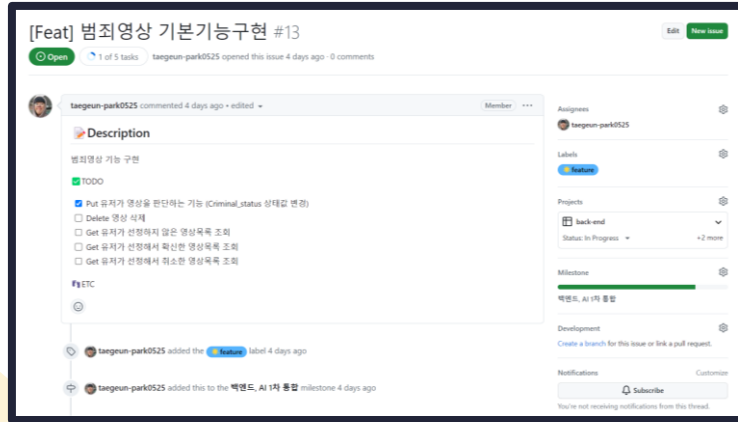 [Feat] 범죄영상 기본기능구현 #13
Edit
New issue
Open
1 of 5 tasks
taegeun-park0525 opened this issue 4 days ago · 0 comments
taegeun-park0525 commented 4 days ago • edited
Member
Description
범죄영상 기능 구현
TODO
Put 유저가 영상을 판단하는 기능 (Criminal_status 상태값 변경)
Delete 영상 삭제
Get 유저가 선정하지 않은 영상목록 조회
Get 유저가 선정해서 확신한 영상목록 조회
Get 유저가 선정해서 취소한 영상목록 조회
ETC
taegeun-park0525 added the feature label 4 days ago
taegeun-park0525 added this to the 백엔드, AI 1차 통합 milestone 4 days ago
Assignees
taegeun-park0525
Labels
feature
Projects
back-end
Status: In Progress
+2 more
Milestone
백엔드, AI 1차 통합
Development
Create a branch for this issue or link a pull request.
Notifications
Customize
Subscribe
You're not receiving notifications from this thread.